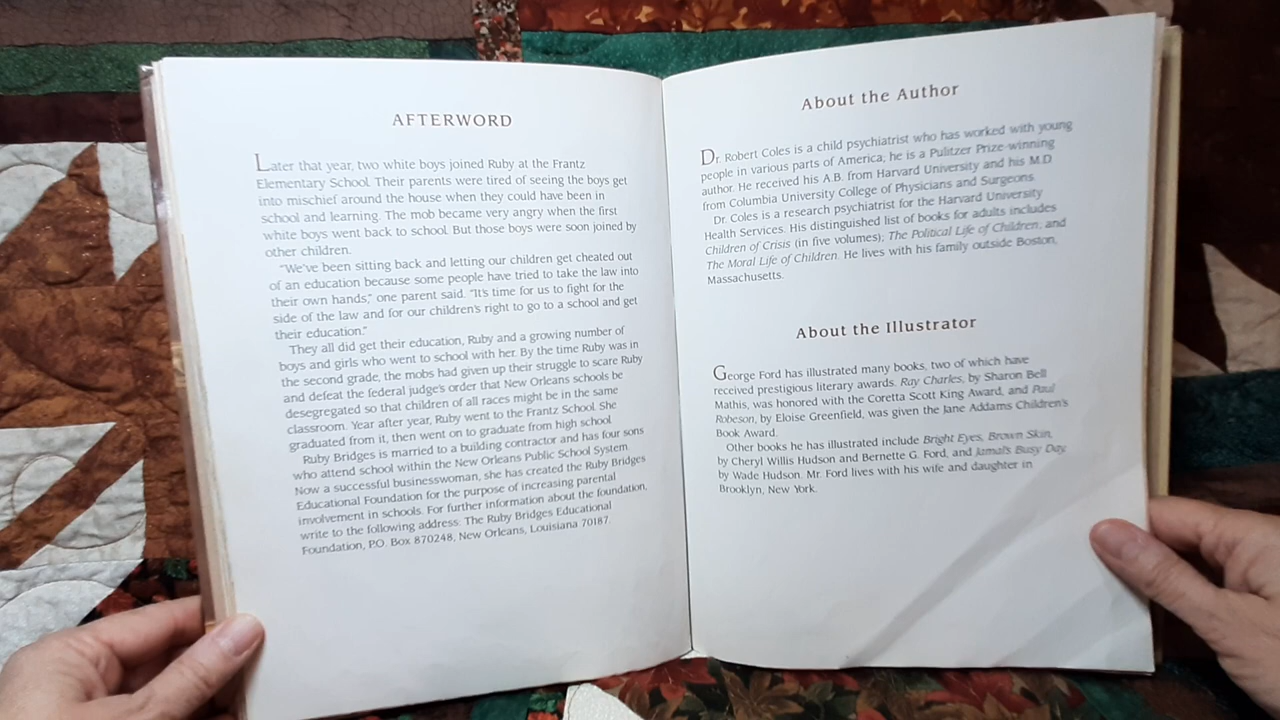 AFTERWORD
Later that year, two white boys joined Ruby at the Frantz
Elementary School. Their parents were tired of seeing the boys get
into mischief around the house when they could have been in
school and learning. The mob became very angry when the first
white boys went back to school. But those boys were soon joined by
other children.
"We've been sitting back and letting our children get cheated out
of an education because some people have tried to take the law into
their own hands," one parent said. "It's time for us to fight for the
side of the law and for our children's right to go to a school and get
their education."
They all did get their education, Ruby and a growing number of
boys and girls who went to school with her. By the time Ruby was in
the second grade, the mobs had given up their struggle to scare Ruby
and defeat the federal judge's order that New Orleans schools be
desegregated so that children of all races might be in the same
classroom. Year after year, Ruby went to the Frantz School. She
graduated from it, then went on to graduate from high school.
Ruby Bridges is married to a building contractor and has four sons
who attend school within the New Orleans Public School System.
Now a successful businesswoman, she has created the Ruby Bridges
Educational Foundation for the purpose of increasing parental
involvement in schools. For further information about the foundation,
write to the following address: The Ruby Bridges Educational
Foundation, P.O. Box 870248, New Orleans, Louisiana 70187.
About the Author
Dr. Robert Coles is a child psychiatrist who has worked with young
people in various parts of America; he is a Pulitzer Prize-winning
author. He received his A.B. from Harvard University and his M.D.
from Columbia University College of Physicians and Surgeons.
Dr. Coles is a research psychiatrist for the Harvard University
Health Services. His distinguished list of books for adults includes
Children of Crisis (in five volumes); The Political Life of Children; and
The Moral Life of Children. He lives with his family outside Boston,
Massachusetts.
About the Illustrator
George Ford has illustrated many books, two of which have
received prestigious literary awards. Ray Charles, by Sharon Bell
Mathis, was honored with the Coretta Scott King Award, and Paul
Robeson, by Eloise Greenfield, was given the Jane Addams Children's
Book Award.
Other books he has illustrated include Bright Eyes, Brown Skin,
by Cheryl Willis Hudson and Bernette G. Ford, and Jamal's Busy Day,
by Wade Hudson. Mr. Ford lives with his wife and daughter in
Brooklyn, New York.